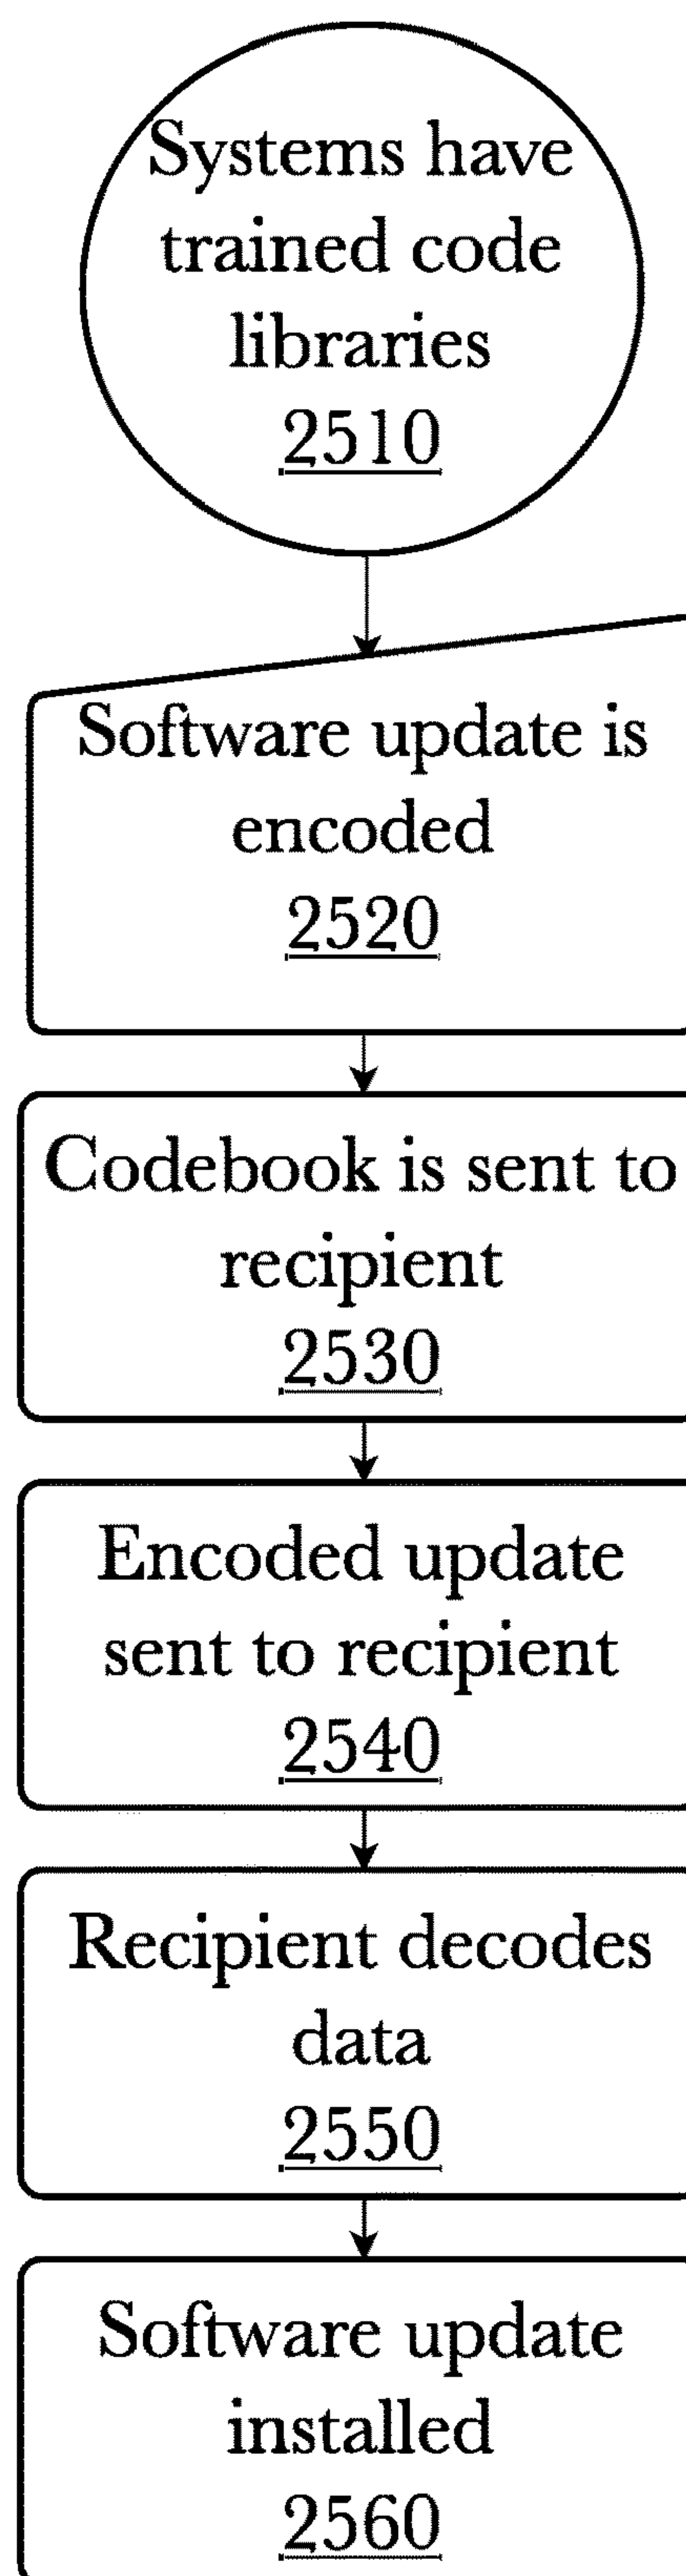 Systems have
trained code
libraries
2510
Software update is
encoded
2520
Codebook is sent to
recipient
2530
Encoded update
sent to recipient
2540
Recipient decodes
data
2550
Software update
installed
2560